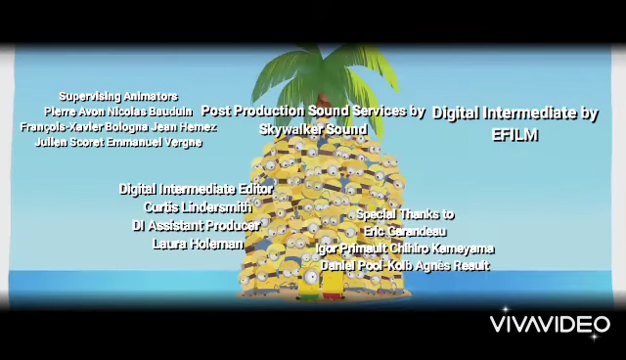 Supervising Animators
Pierre Avon Nicolas Bauduin
François-Xavier Bologna Jean Hemez
Julien Scoret Emmanuel Vergne
Post Production Sound Services by
Skywalker Sound
Digital Intermediate by
EFILM
Digital Intermediate Editor
Curtis Lindersmith
DI Assistant Producer
Laura Holeman
Special Thanks to
Eric Garandeau
Igor Primault Chihiro Kameyama
Daniel Pool-Kolb Agnès Reault
VIVAVIDEO